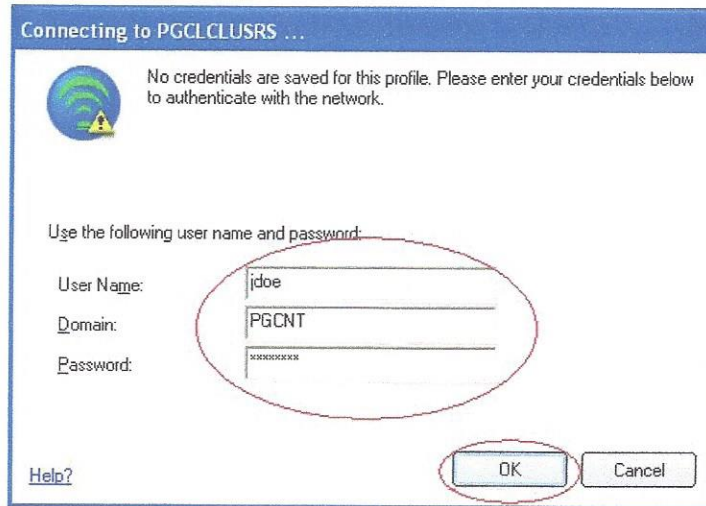 Connecting to PGCLCLUSRS ...
No credentials are saved for this profile. Please enter your credentials below
to authenticate with the network.
Use the following user name and password:
User Name:
jdoe
Domain:
PGCNT
Password:
********
Help?
OK
Cancel